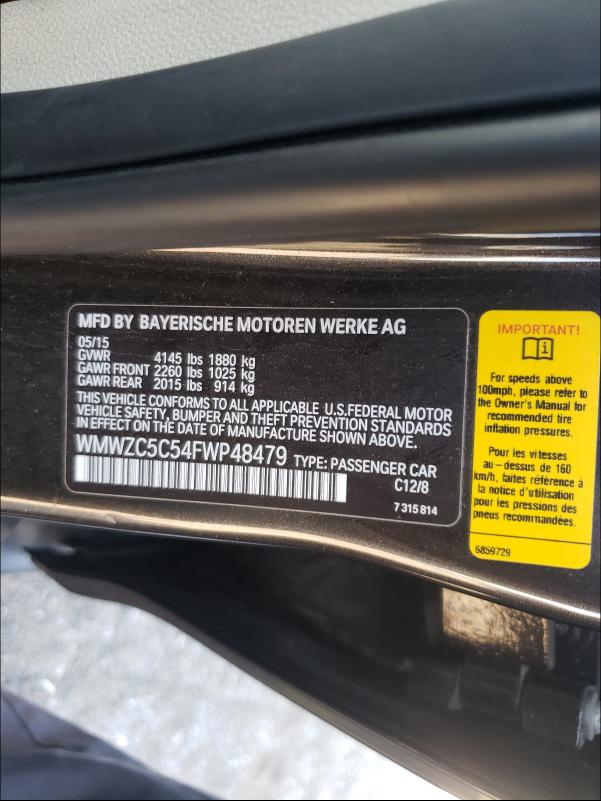 MFD BY BAYERISCHE MOTOREN WERKE AG
05/15
GVWR 4145 lbs 1880 kg
GAWR FRONT 2260 lbs 1025 kg
GAWR REAR 2015 lbs 914 kg
THIS VEHICLE CONFORMS TO ALL APPLICABLE U.S.FEDERAL MOTOR
VEHICLE SAFETY, BUMPER AND THEFT PREVENTION STANDARDS
IN EFFECT ON THE DATE OF MANUFACTURE SHOWN ABOVE.
WMWZC5C54FWP48479 TYPE: PASSENGER CAR
C12/8
7 315 814
IMPORTANT!
i
For speeds above
100mph, please refer to
the Owner's Manual for
recommended tire
inflation pressures.
Pour les vitesses
au-dessus de 160
km/h, faites référence à
la notice d'utilisation
pour les pressions des
pneus recommandées.
6859729